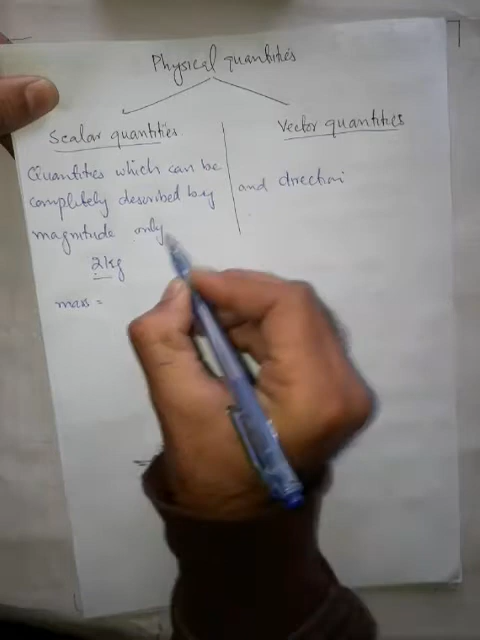 Physical quantities
Scalar quantities
Quantities which can be
completely described by
magnitude only
2kg
mass =
Vector quantities
and direction